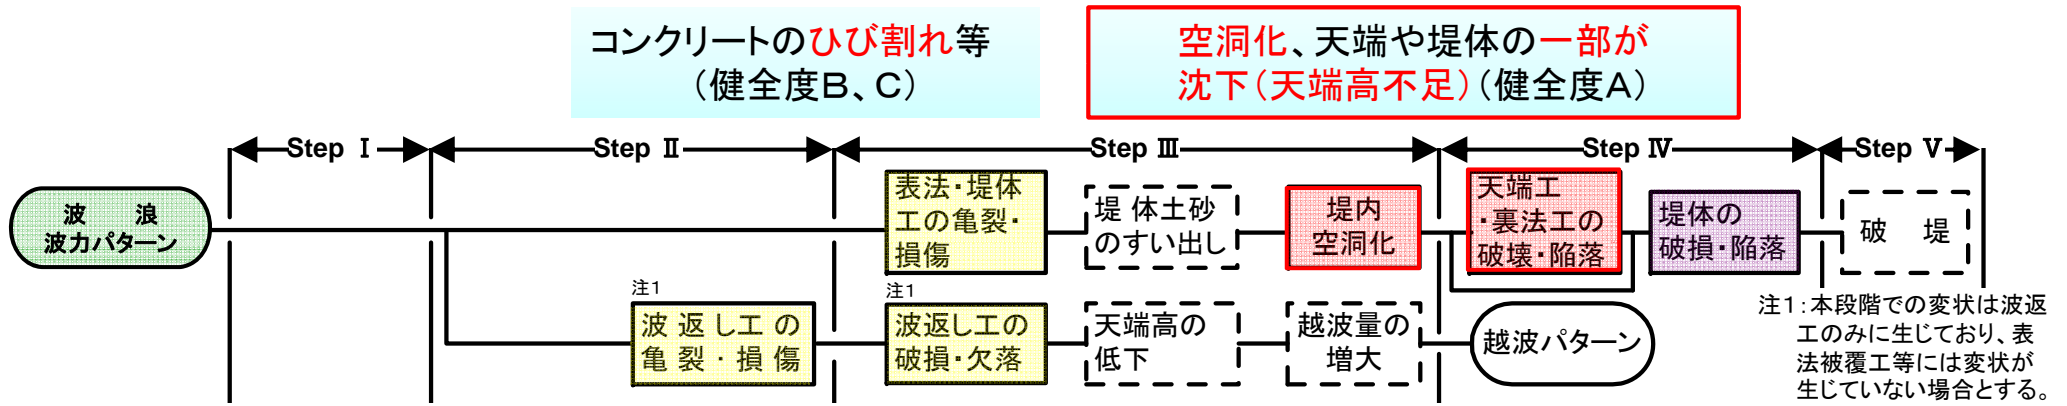 コンクリートのひび割れ等
(健全度B、C)
空洞化、天端や堤体の一部が
沈下(天端高不足)(健全度A)
Step Ⅰ
Step Ⅱ
Step Ⅲ
Step Ⅳ
Step Ⅴ
波 浪
波力パターン
表法・堤体
工の亀裂・
損傷
堤体土砂
のすい出し
堤内
空洞化
天端工
・裏法工の
破壊・陥落
堤体の
破損・陥落
破 堤
注1
波返し工の
亀裂・損傷
注1
波返し工の
破損・欠落
天端高の
低下
越波量の
増大
越波パターン
注1:本段階での変状は波返
工のみに生じており、表
法被覆工等には変状が
生じていない場合とする。